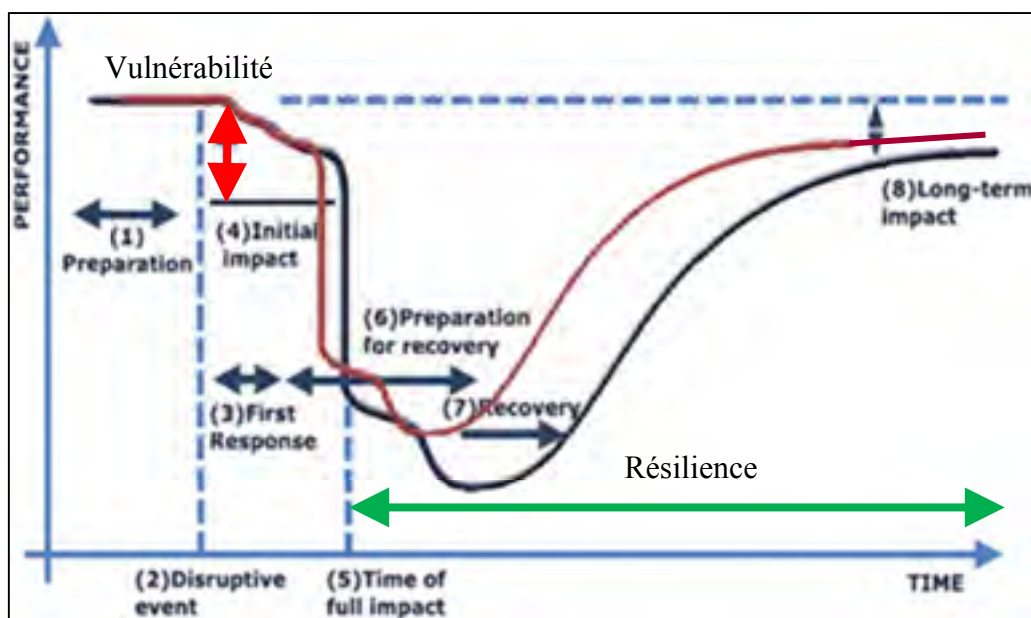 PERFORMANCE
Vulnérabilité
(1)
Preparation
(4)Initial
impact
(8)Long-term
impact
(6)Preparation
for recovery
(3)First
Response
(7)Recovery
Résilience
(2)Disruptive
event
(5)Time of
full impact
TIME